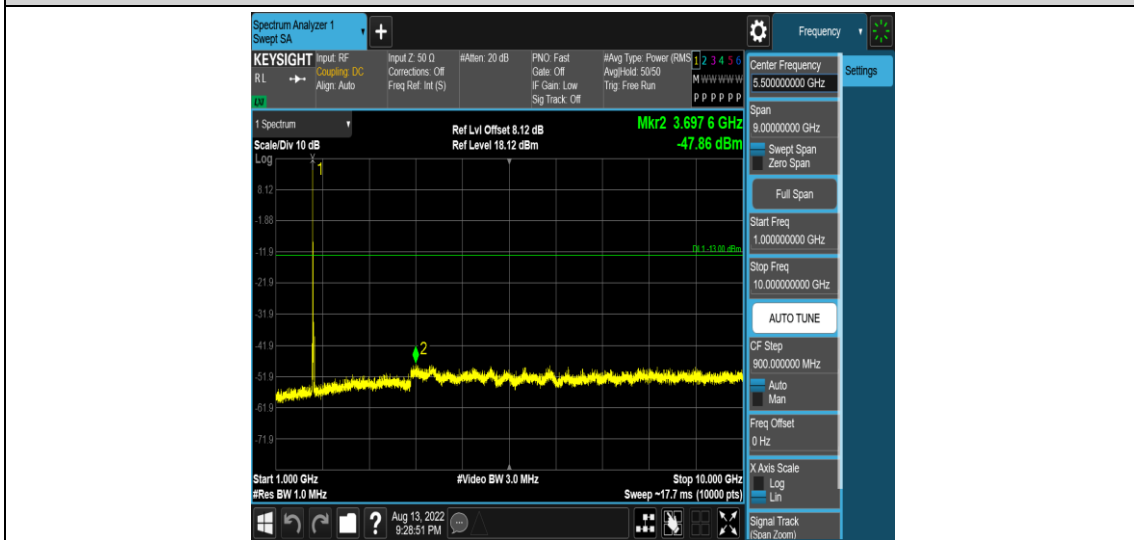 Spectrum Analyzer 1
Swept SA
+
Frequency
KEYSIGHT
RL
Input: RF
Coupling: DC
Align: Auto
Input Z: 50 Ω
Corrections: Off
Freq Ref: Int (S)
#Atten: 20 dB
PNO: Fast
Gate: Off
IF Gain: Low
Sig Track: Off
#Avg Type: Power (RMS
Avg|Hold: 50/50
Trig: Free Run
1 2 3 4 5 6
M W W W W W
P P P P P P
LXI
1 Spectrum
Scale/Div 10 dB
Log
Ref Lvl Offset 8.12 dB
Ref Level 18.12 dBm
Mkr2 3.697 6 GHz
-47.86 dBm
1
8.12
-1.88
-11.9
DL1 -13.00 dBm
-21.9
-31.9
-41.9
2
-51.9
-61.9
-71.9
Start 1.000 GHz
#Res BW 1.0 MHz
#Video BW 3.0 MHz
Stop 10.000 GHz
Sweep ~17.7 ms (10000 pts)
Aug 13, 2022
9:28:51 PM
?
Center Frequency
5.500000000 GHz
Settings
Span
9.00000000 GHz
Swept Span
Zero Span
Full Span
Start Freq
1.000000000 GHz
Stop Freq
10.000000000 GHz
AUTO TUNE
CF Step
900.000000 MHz
Auto
Man
Freq Offset
0 Hz
X Axis Scale
Log
Lin
Signal Track
(Span Zoom)